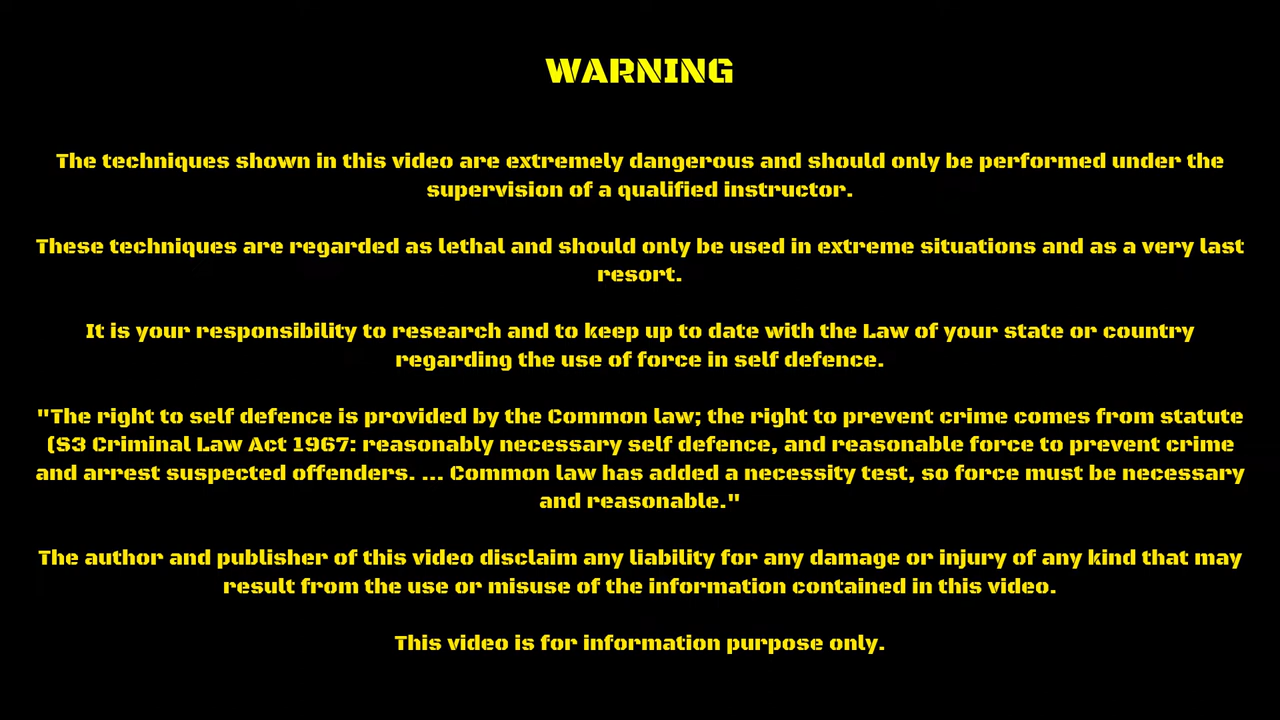 WARNING
The techniques shown in this video are extremely dangerous and should only be performed under the
supervision of a qualified instructor.
These techniques are regarded as lethal and should only be used in extreme situations and as a very last
resort.
It is your responsibility to research and to keep up to date with the Law of your state or country
regarding the use of force in self defence.
"The right to self defence is provided by the Common law; the right to prevent crime comes from statute
(S3 Criminal Law Act 1967: reasonably necessary self defence, and reasonable force to prevent crime
and arrest suspected offenders. ... Common law has added a necessity test, so force must be necessary
and reasonable."
The author and publisher of this video disclaim any liability for any damage or injury of any kind that may
result from the use or misuse of the information contained in this video.
This video is for information purpose only.